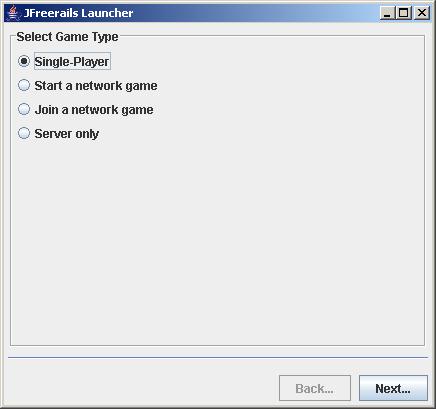 JFreerails Launcher
Select Game Type
Single-Player
Start a network game
Join a network game
Server only
Back... Next...